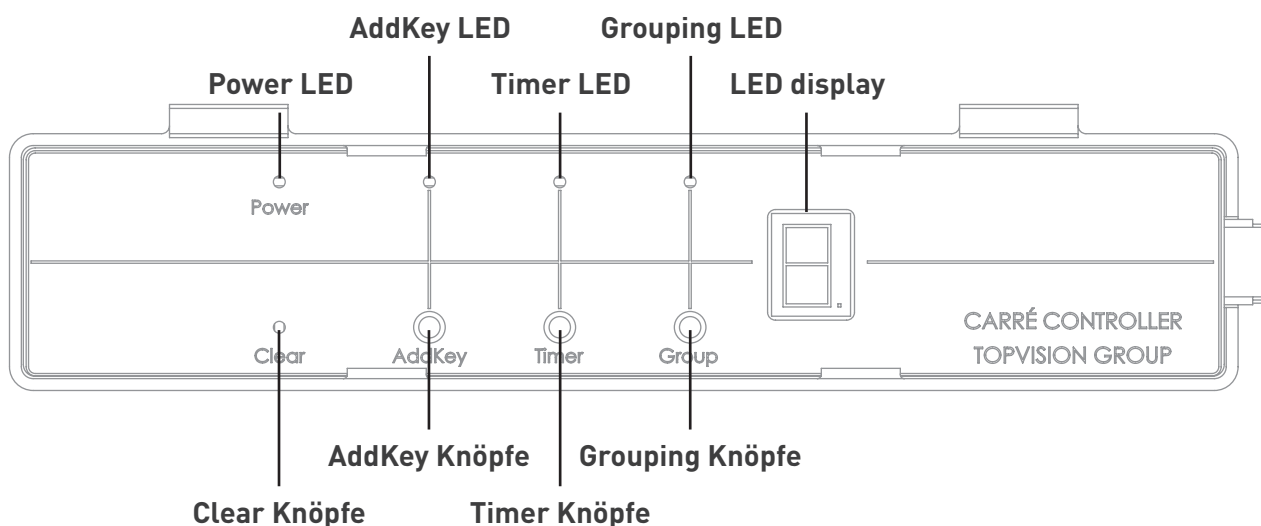 AddKey LED
Grouping LED
Power LED
Timer LED
LED display
Power
Clear
AddKey
Timer
Group
CARRÉ CONTROLLER
TOPVISION GROUP
AddKey Knöpfe
Grouping Knöpfe
Clear Knöpfe
Timer Knöpfe